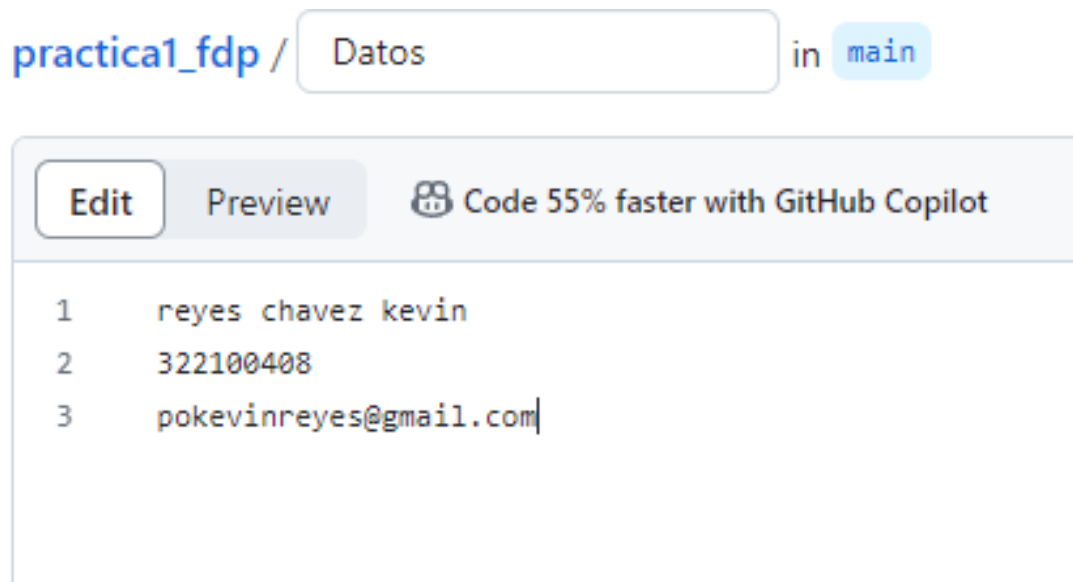 practica1_fdp / Datos in main
Edit Preview Code 55% faster with GitHub Copilot
1 reyes chavez kevin
2 322100408
3 pokevinreyes@gmail.com